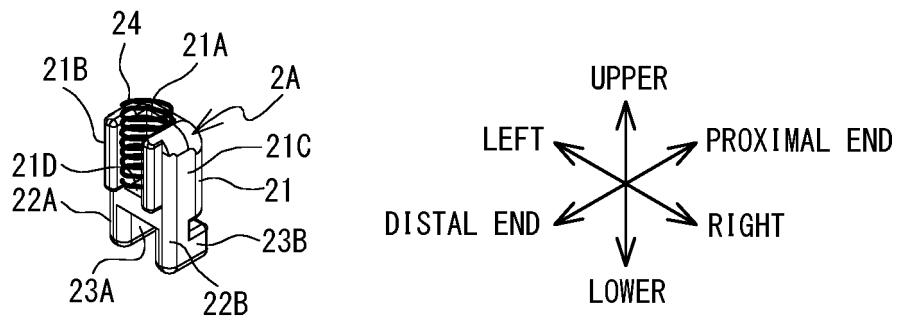 24
21A
21B
2A
UPPER
LEFT
PROXIMAL END
21C
21D
21
22A
DISTAL END
RIGHT
23B
23A
22B
LOWER